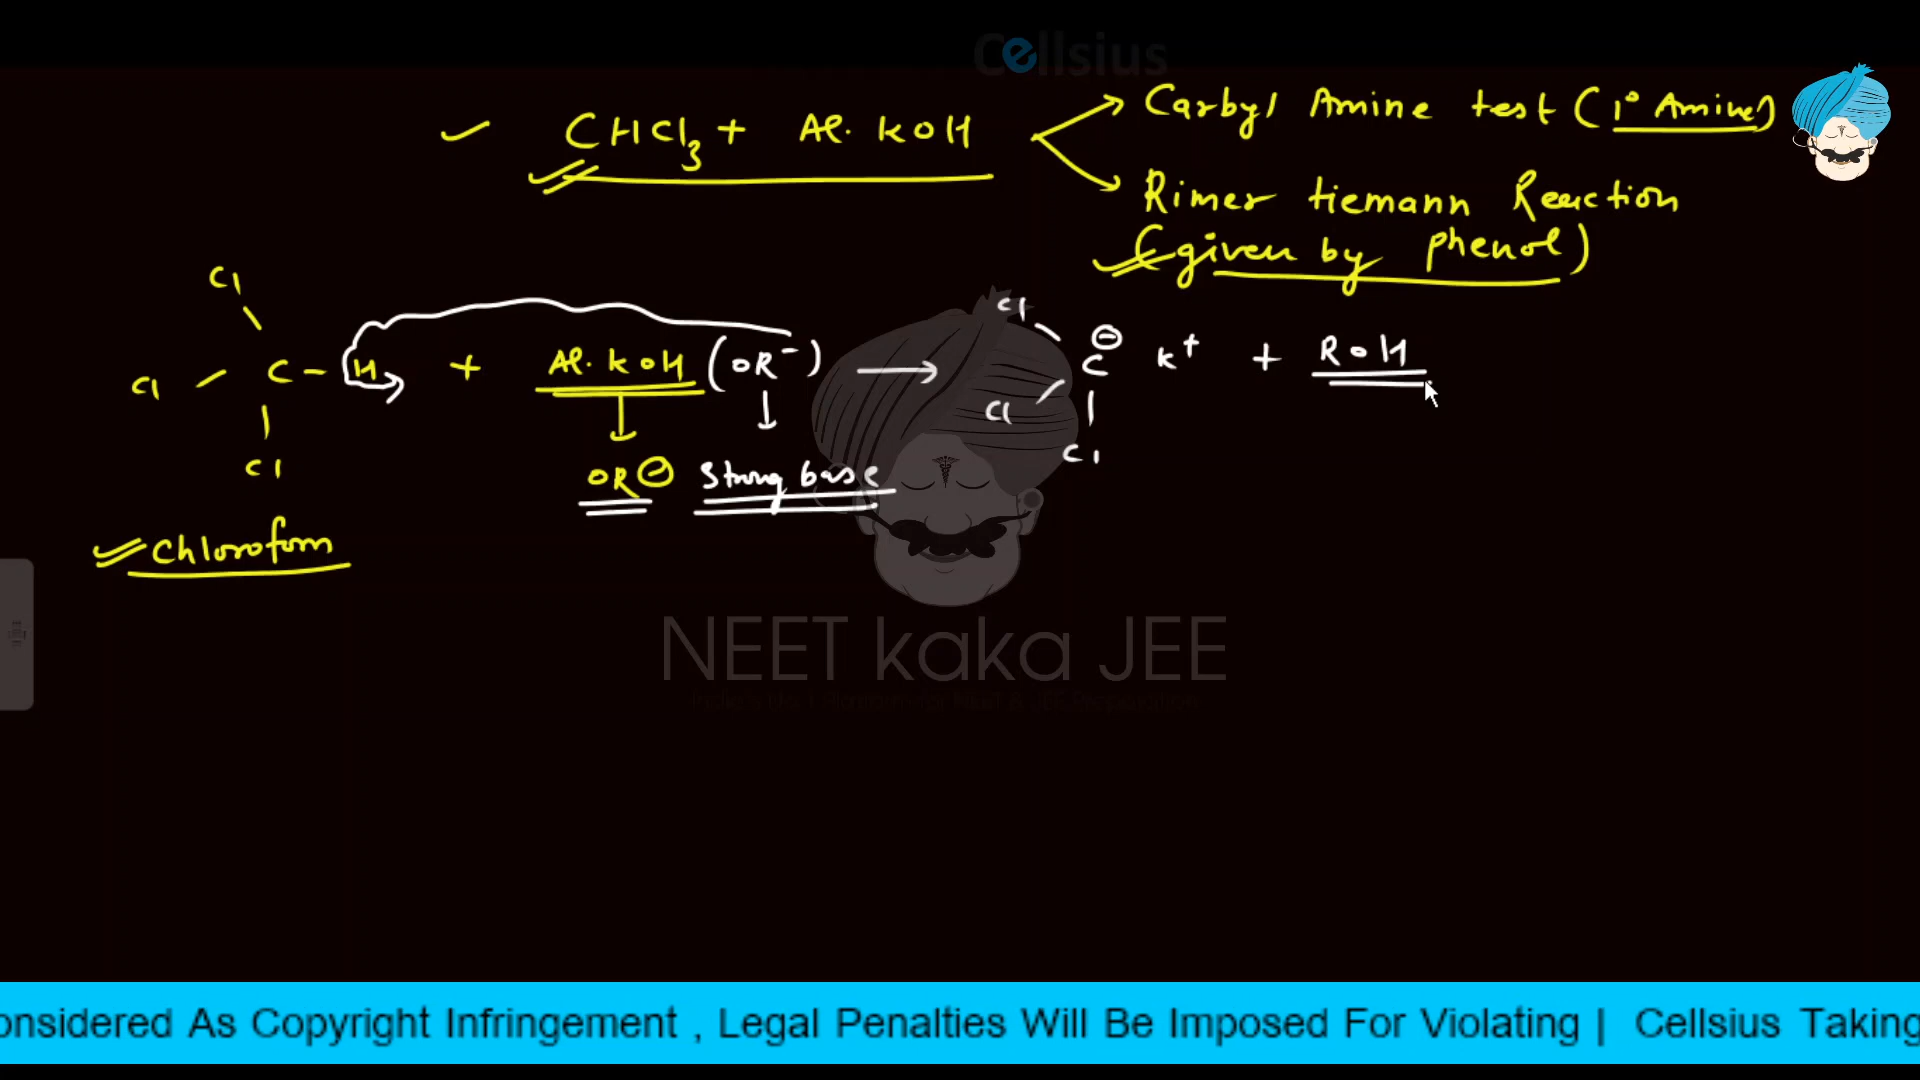 Cellsius
CHCl3 + Al. KOH
Carbyl Amine test (1° Amine)
Rimer tiemann Reaction
(given by phenol)
Cl
Cl
C - H + Al. KOH (OR⁻) → C⊖ K⁺ + ROH
Cl
Cl
Cl
Cl
OR⊖ Strong base
Chloroform
NEET kaka JEE
onsidered As Copyright Infringement , Legal Penalties Will Be Imposed For Violating | Cellsius Taking